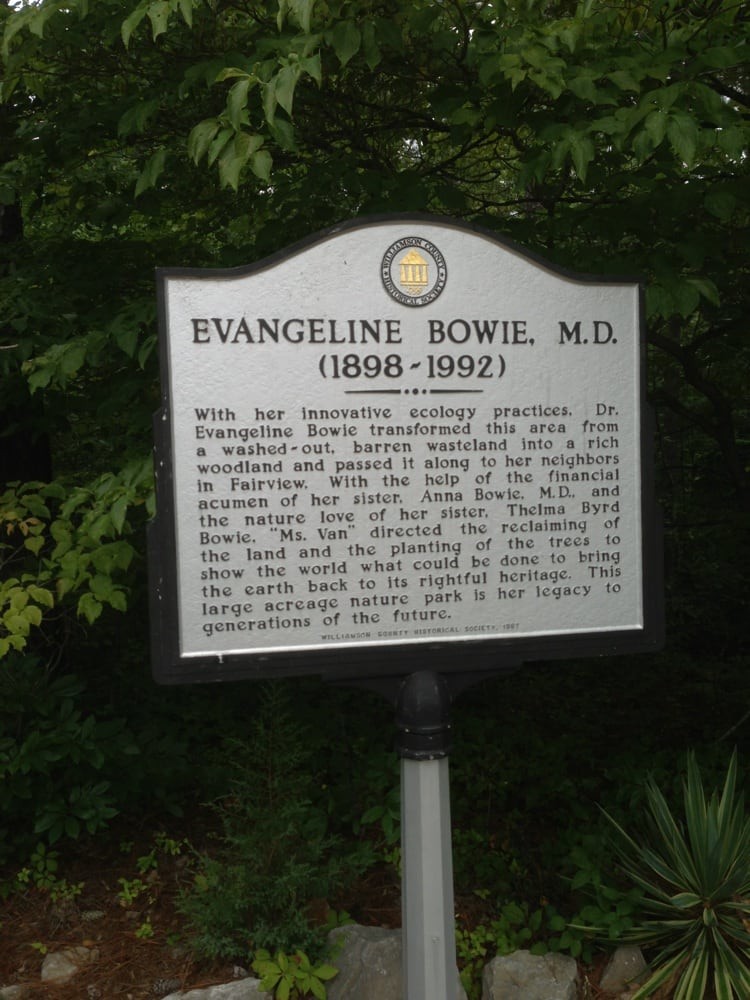 WILLIAMSON COUNTY
HISTORICAL SOCIETY
EVANGELINE BOWIE, M.D.
(1898-1992)
With her innovative ecology practices, Dr.
Evangeline Bowie transformed this area from
a washed-out, barren wasteland into a rich
woodland and passed it along to her neighbors
in Fairview. With the help of the financial
acumen of her sister, Anna Bowie, M.D., and
the nature love of her sister, Thelma Byrd
Bowie, "Ms. Van" directed the reclaiming of
the land and the planting of the trees to
show the world what could be done to bring
the earth back to its rightful heritage. This
large acreage nature park is her legacy to
generations of the future.
WILLIAMSON COUNTY HISTORICAL SOCIETY, 1997